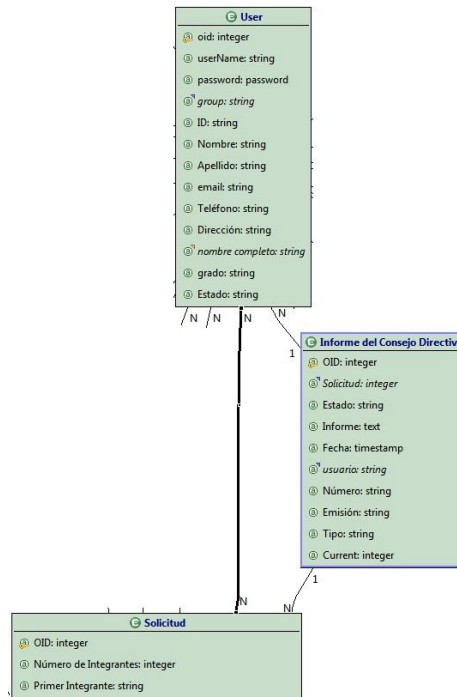 User
oid: integer
userName: string
password: password
group: string
ID: string
Nombre: string
Apellido: string
email: string
Teléfono: string
Dirección: string
nombre completo: string
grado: string
Estado: string
N N N N
1
Informe del Consejo Directiv
OID: integer
Solicitud: integer
Estado: string
Informe: text
Fecha: timestamp
usuario: string
Número: string
Emisión: string
Tipo: string
Current: integer
1
N N
Solicitud
OID: integer
Número de Integrantes: integer
Primer Integrante: string